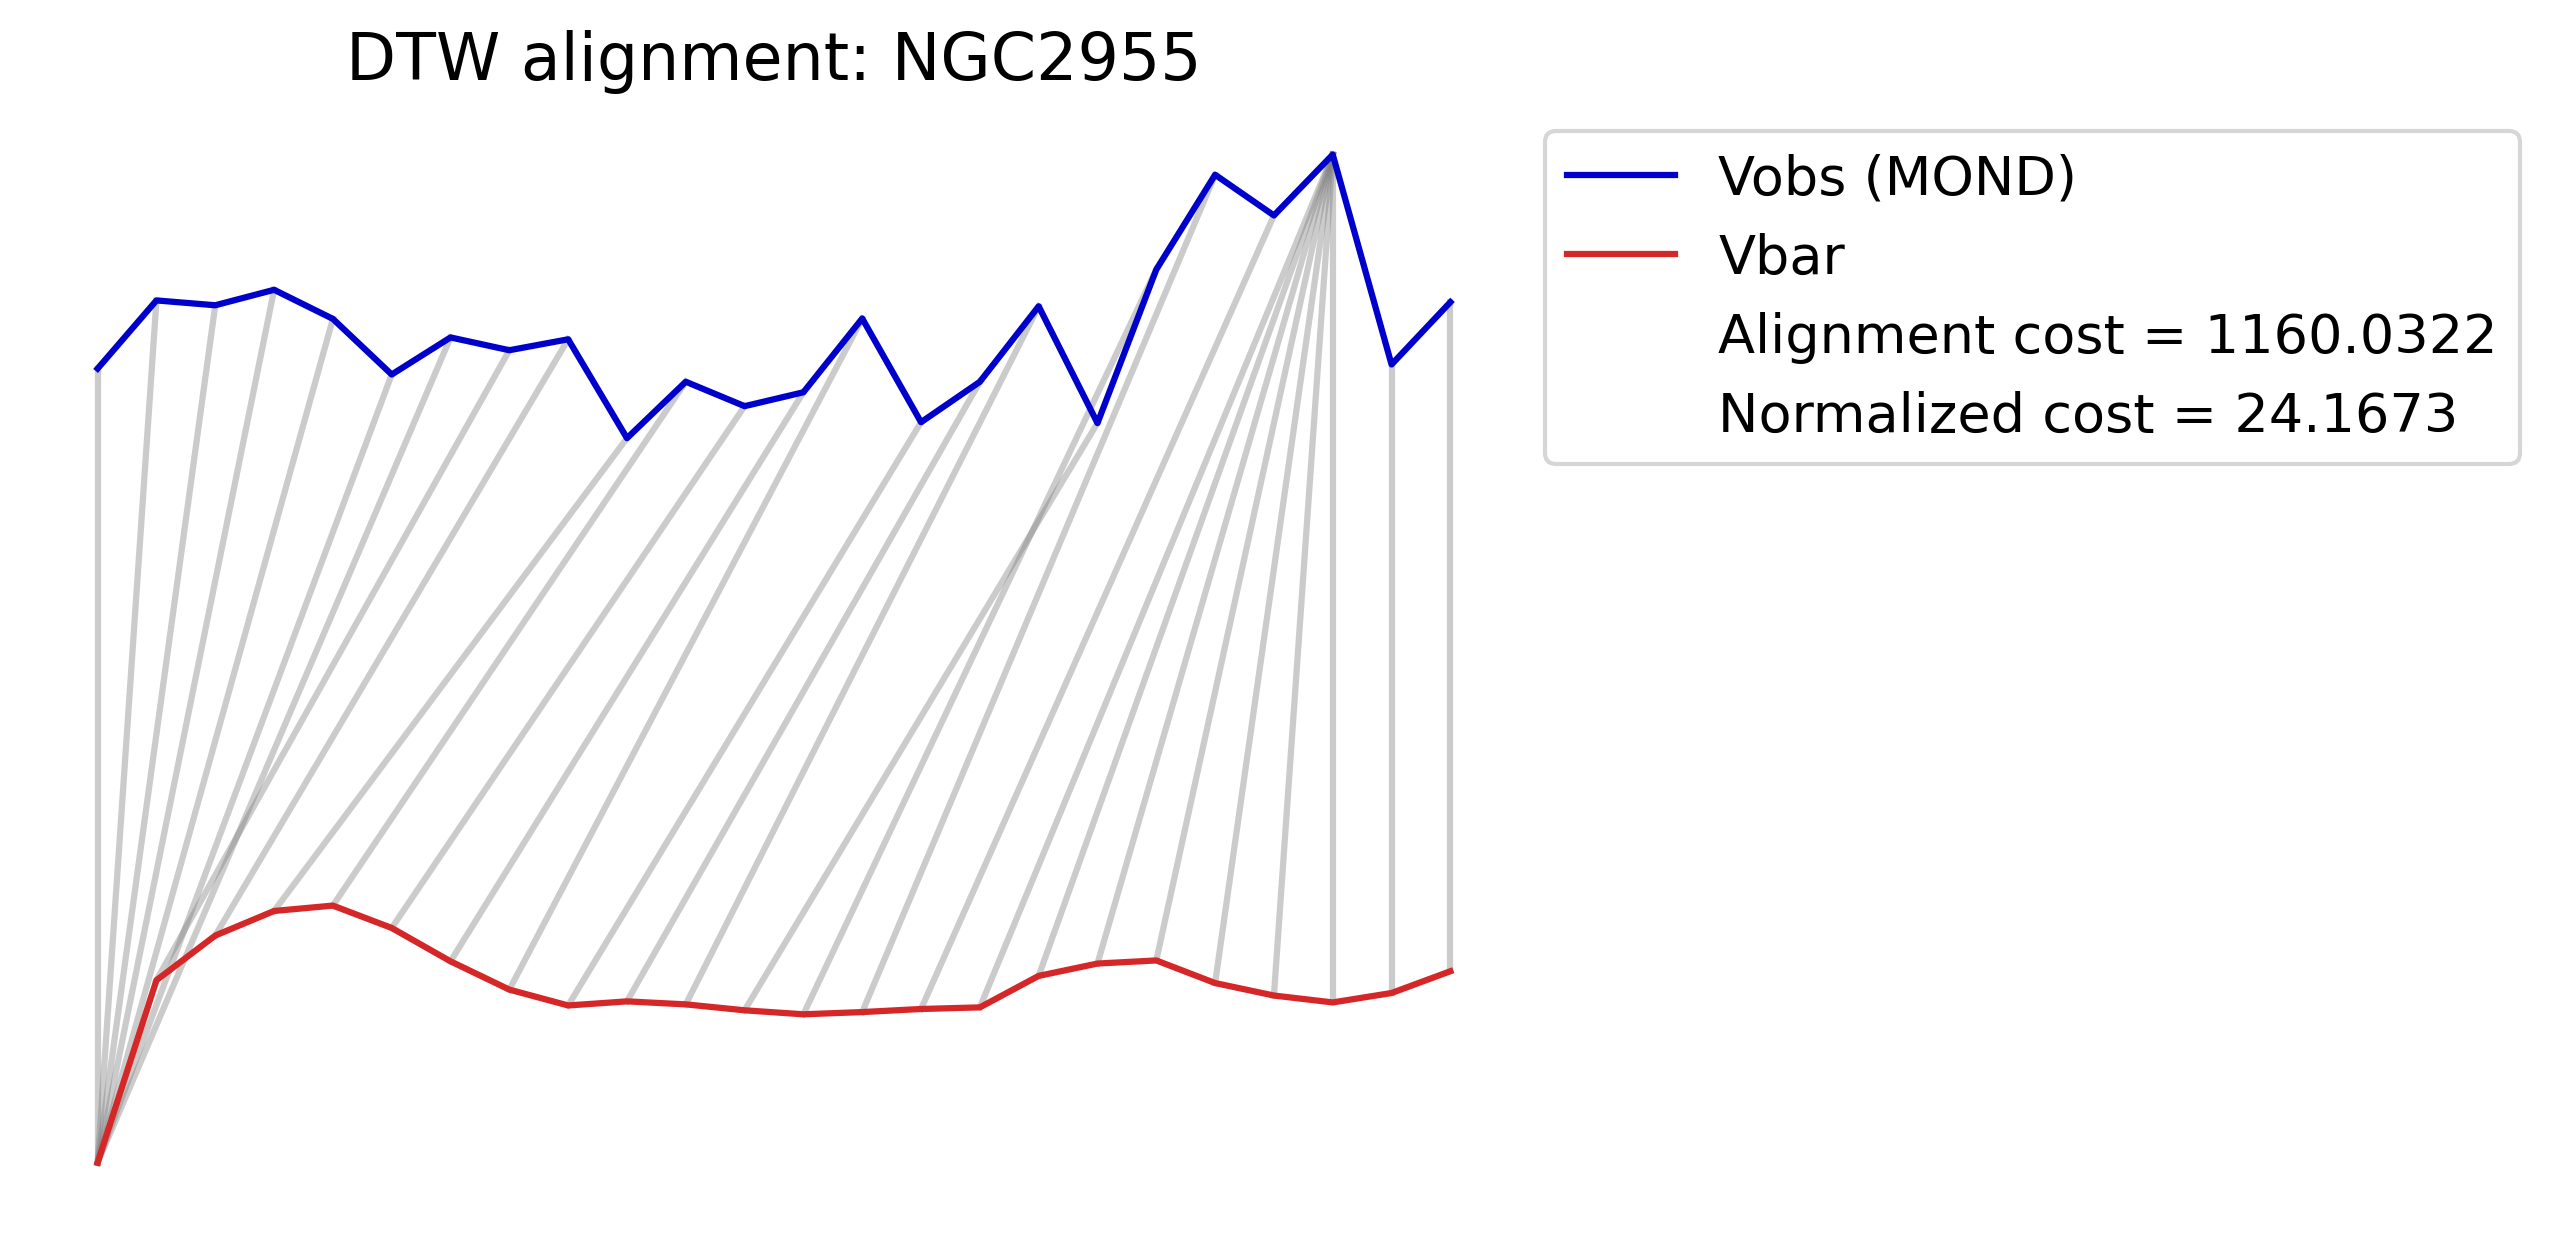 DTW alignment: NGC2955
Vobs (MOND)
Vbar
Alignment cost = 1160.0322
Normalized cost = 24.1673